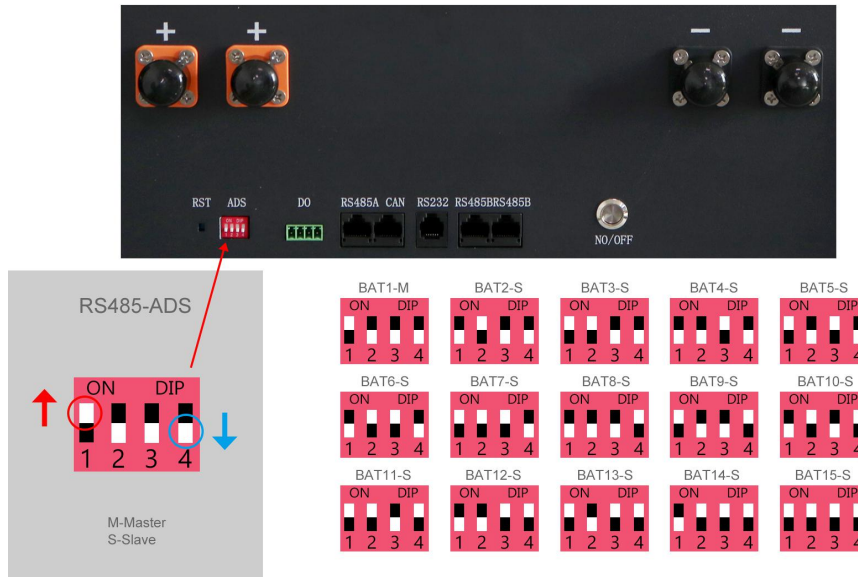 + + − −
RST ADS DO RS485A CAN RS232 RS485BRS485B
ON DIP
1 2 3 4
NO/OFF
RS485-ADS
ON DIP
1 2 3 4
M-Master
S-Slave
BAT1-M BAT2-S BAT3-S BAT4-S BAT5-S
ON DIP ON DIP ON DIP ON DIP ON DIP
1 2 3 4 1 2 3 4 1 2 3 4 1 2 3 4 1 2 3 4
BAT6-S BAT7-S BAT8-S BAT9-S BAT10-S
ON DIP ON DIP ON DIP ON DIP ON DIP
1 2 3 4 1 2 3 4 1 2 3 4 1 2 3 4 1 2 3 4
BAT11-S BAT12-S BAT13-S BAT14-S BAT15-S
ON DIP ON DIP ON DIP ON DIP ON DIP
1 2 3 4 1 2 3 4 1 2 3 4 1 2 3 4 1 2 3 4